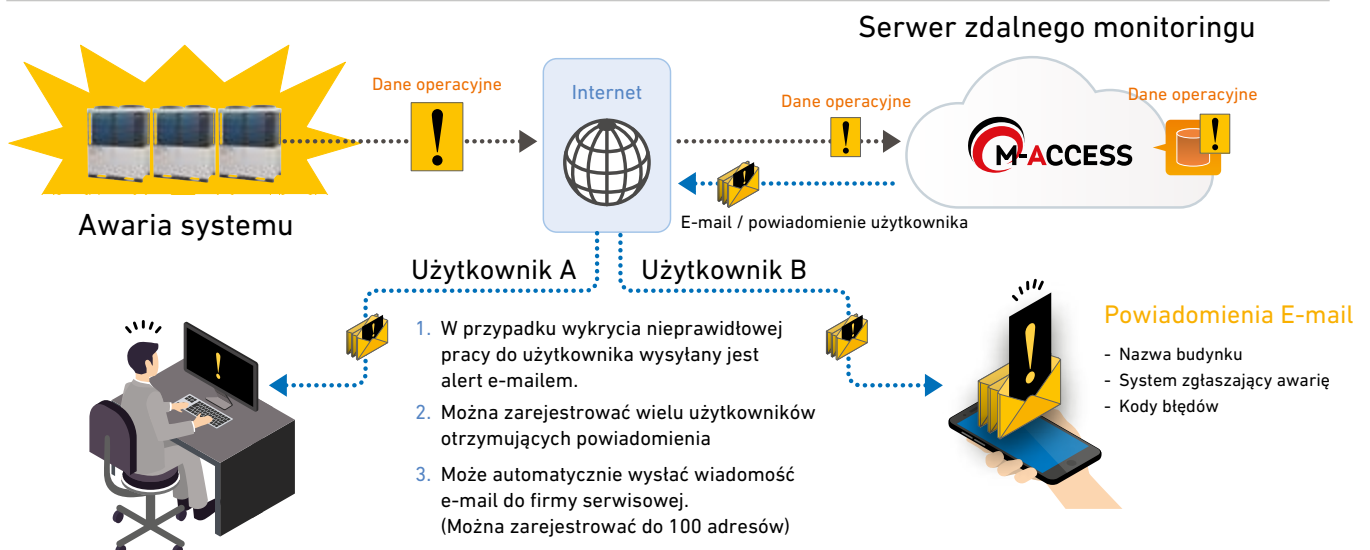 Serwer zdalnego monitoringu
Dane operacyjne
Internet
Dane operacyjne
Dane operacyjne
M-ACCESS
Awaria systemu
E-mail / powiadomienie użytkownika
Użytkownik A
Użytkownik B
1. W przypadku wykrycia nieprawidłowej
pracy do użytkownika wysyłany jest
alert e-mailem.
2. Można zarejestrować wielu użytkowników
otrzymujących powiadomienia
3. Może automatycznie wysłać wiadomość
e-mail do firmy serwisowej.
(Można zarejestrować do 100 adresów)
Powiadomienia E-mail
- Nazwa budynku
- System zgłaszający awarię
- Kody błędów